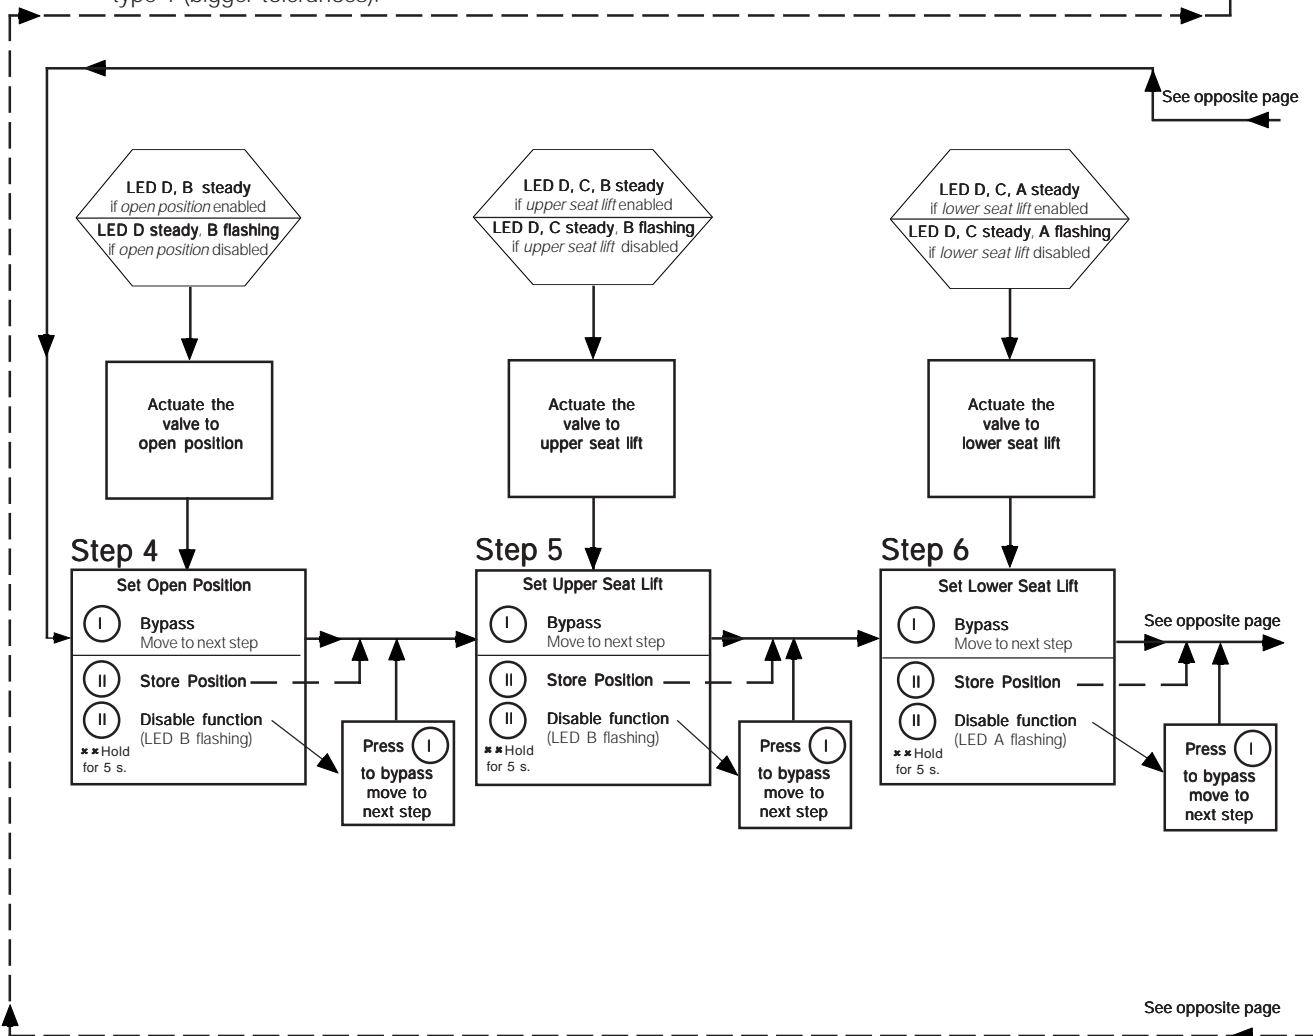 type 1 (bigger tolerances).
See opposite page
LED D, B steady
if open position enabled
LED D steady, B flashing
if open position disabled
LED D, C, B steady
if upper seat lift enabled
LED D, C steady, B flashing
if upper seat lift disabled
LED D, C, A steady
if lower seat lift enabled
LED D, C steady, A flashing
if lower seat lift disabled
Actuate the
valve to
open position
Actuate the
valve to
upper seat lift
Actuate the
valve to
lower seat lift
Step 4
Set Open Position
I Bypass
Move to next step
II Store Position
II Disable function
(LED B flashing)
** Hold
for 5 s.
Press I
to bypass
move to
next step
Step 5
Set Upper Seat Lift
I Bypass
Move to next step
II Store Position
II Disable function
(LED B flashing)
** Hold
for 5 s.
Press I
to bypass
move to
next step
Step 6
Set Lower Seat Lift
I Bypass
Move to next step
II Store Position
II Disable function
(LED A flashing)
** Hold
for 5 s.
See opposite page
Press I
to bypass
move to
next step
See opposite page